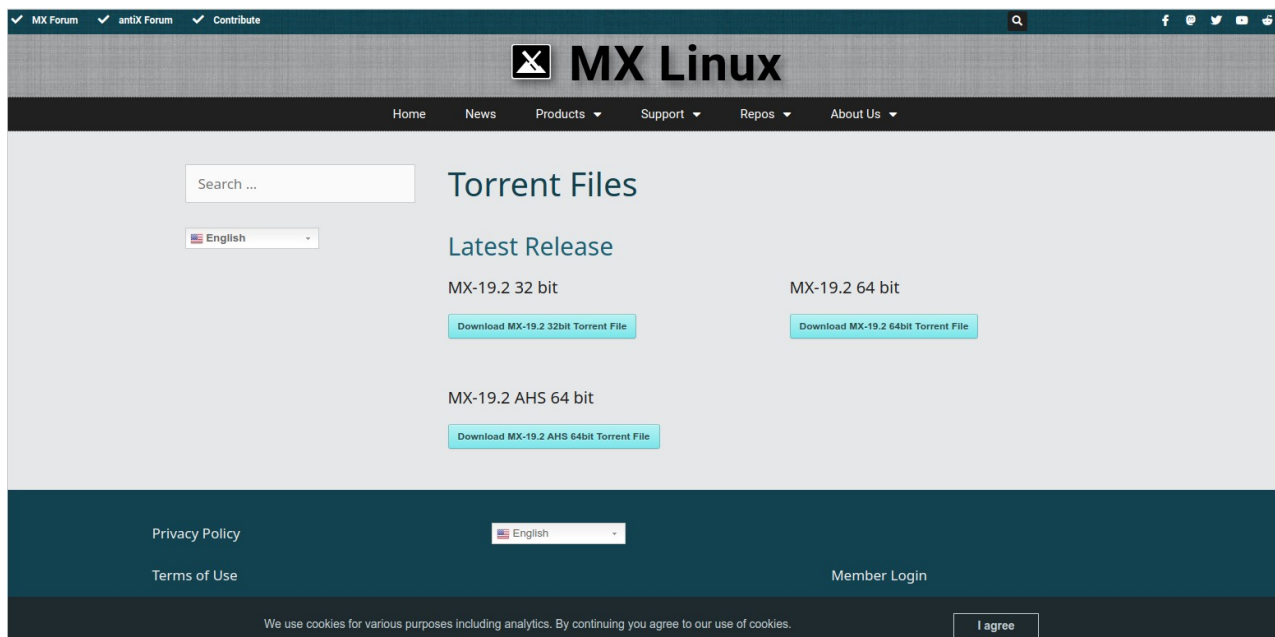 MX Forum antiX Forum Contribute
MX Linux
Home News Products Support Repos About Us
Search ...
English
Torrent Files
Latest Release
MX-19.2 32 bit
Download MX-19.2 32bit Torrent File
MX-19.2 64 bit
Download MX-19.2 64bit Torrent File
MX-19.2 AHS 64 bit
Download MX-19.2 AHS 64bit Torrent File
Privacy Policy
English
Terms of Use
Member Login
We use cookies for various purposes including analytics. By continuing you agree to our use of cookies.
I agree